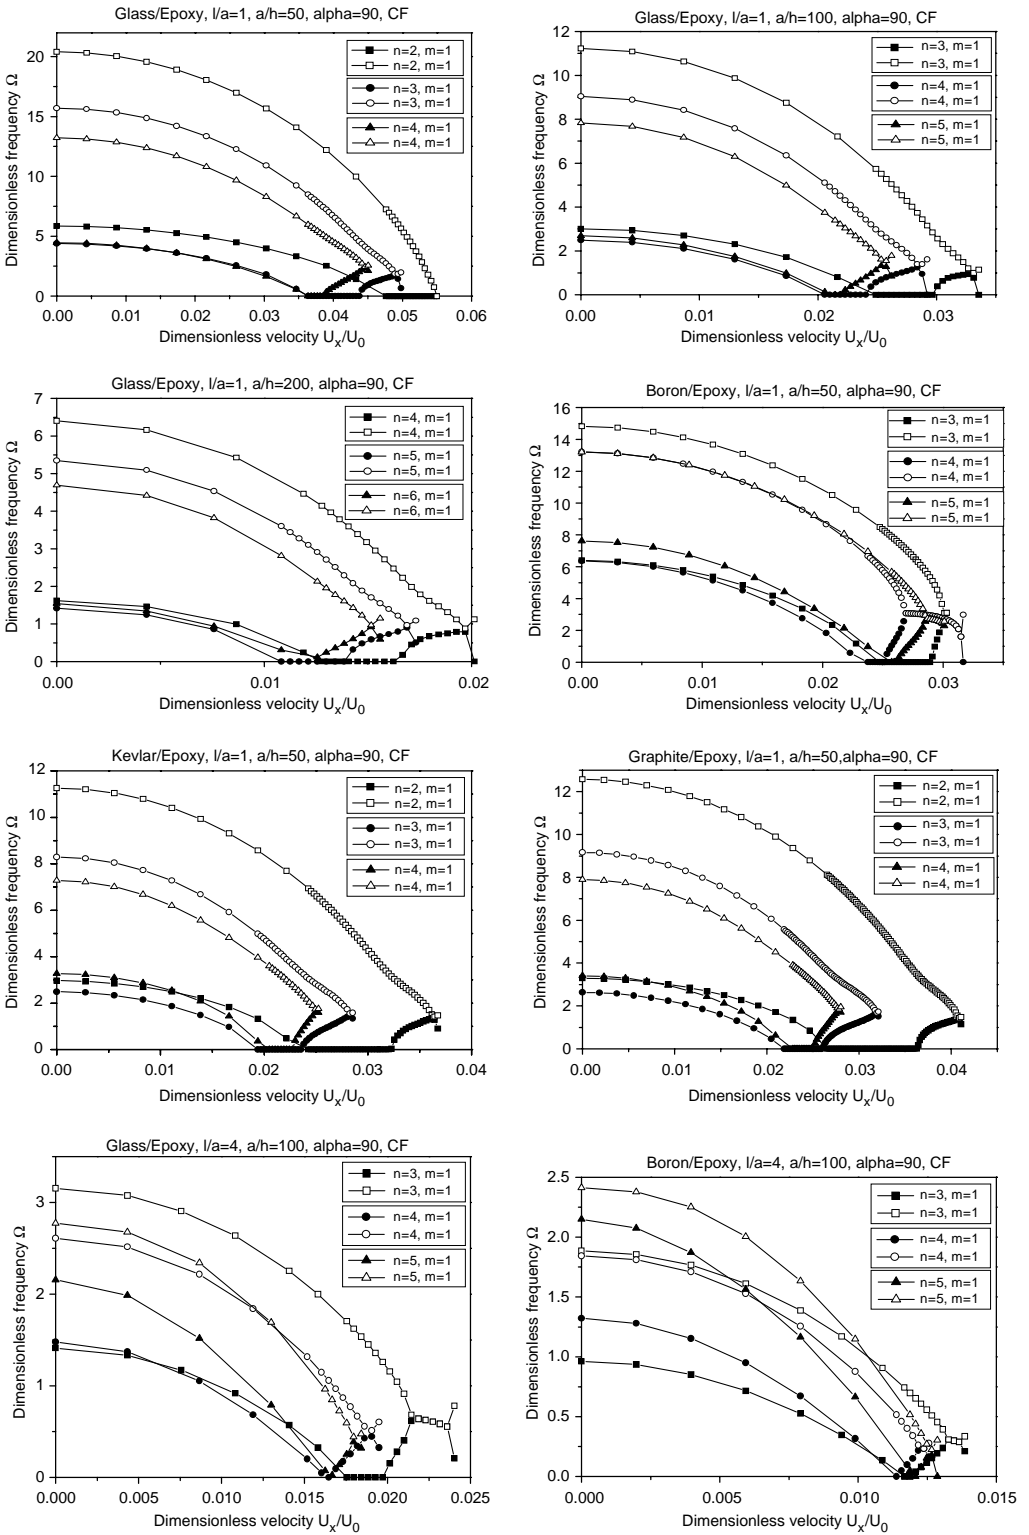 Glass/Epoxy, l/a=1, a/h=50, alpha=90, CF
Dimensionless frequency Ω
20
15
10
5
0
n=2, m=1
n=2, m=1
n=3, m=1
n=3, m=1
n=4, m=1
n=4, m=1
0.00 0.01 0.02 0.03 0.04 0.05 0.06
Dimensionless velocity Ux/U0
Glass/Epoxy, l/a=1, a/h=100, alpha=90, CF
Dimensionless frequency Ω
12
10
8
6
4
2
0
n=3, m=1
n=3, m=1
n=4, m=1
n=4, m=1
n=5, m=1
n=5, m=1
0.00 0.01 0.02 0.03
Dimensionless velocity Ux/U0
Glass/Epoxy, l/a=1, a/h=200, alpha=90, CF
Dimensionless frequency Ω
7
6
5
4
3
2
1
0
n=4, m=1
n=4, m=1
n=5, m=1
n=5, m=1
n=6, m=1
n=6, m=1
0.00 0.01 0.02
Dimensionless velocity Ux/U0
Boron/Epoxy, l/a=1, a/h=50, alpha=90, CF
Dimensionless frequency Ω
16
14
12
10
8
6
4
2
0
n=3, m=1
n=3, m=1
n=4, m=1
n=4, m=1
n=5, m=1
n=5, m=1
0.00 0.01 0.02 0.03
Dimensionless velocity Ux/U0
Kevlar/Epoxy, l/a=1, a/h=50, alpha=90, CF
Dimensionless frequency Ω
12
10
8
6
4
2
0
n=2, m=1
n=2, m=1
n=3, m=1
n=3, m=1
n=4, m=1
n=4, m=1
0.00 0.01 0.02 0.03 0.04
Dimensionless velocity Ux/U0
Graphite/Epoxy, l/a=1, a/h=50,alpha=90, CF
Dimensionless frequency Ω
12
10
8
6
4
2
0
n=2, m=1
n=2, m=1
n=3, m=1
n=3, m=1
n=4, m=1
n=4, m=1
0.00 0.01 0.02 0.03 0.04
Dimensionless velocity Ux/U0
Glass/Epoxy, l/a=4, a/h=100, alpha=90, CF
Dimensionless frequency Ω
3
2
1
0
n=3, m=1
n=3, m=1
n=4, m=1
n=4, m=1
n=5, m=1
n=5, m=1
0.000 0.005 0.010 0.015 0.020 0.025
Dimensionless velocity Ux/U0
Boron/Epoxy, l/a=4, a/h=100, alpha=90, CF
Dimensionless frequency Ω
2.5
2.0
1.5
1.0
0.5
0.0
n=3, m=1
n=3, m=1
n=4, m=1
n=4, m=1
n=5, m=1
n=5, m=1
0.000 0.005 0.010 0.015
Dimensionless velocity Ux/U0